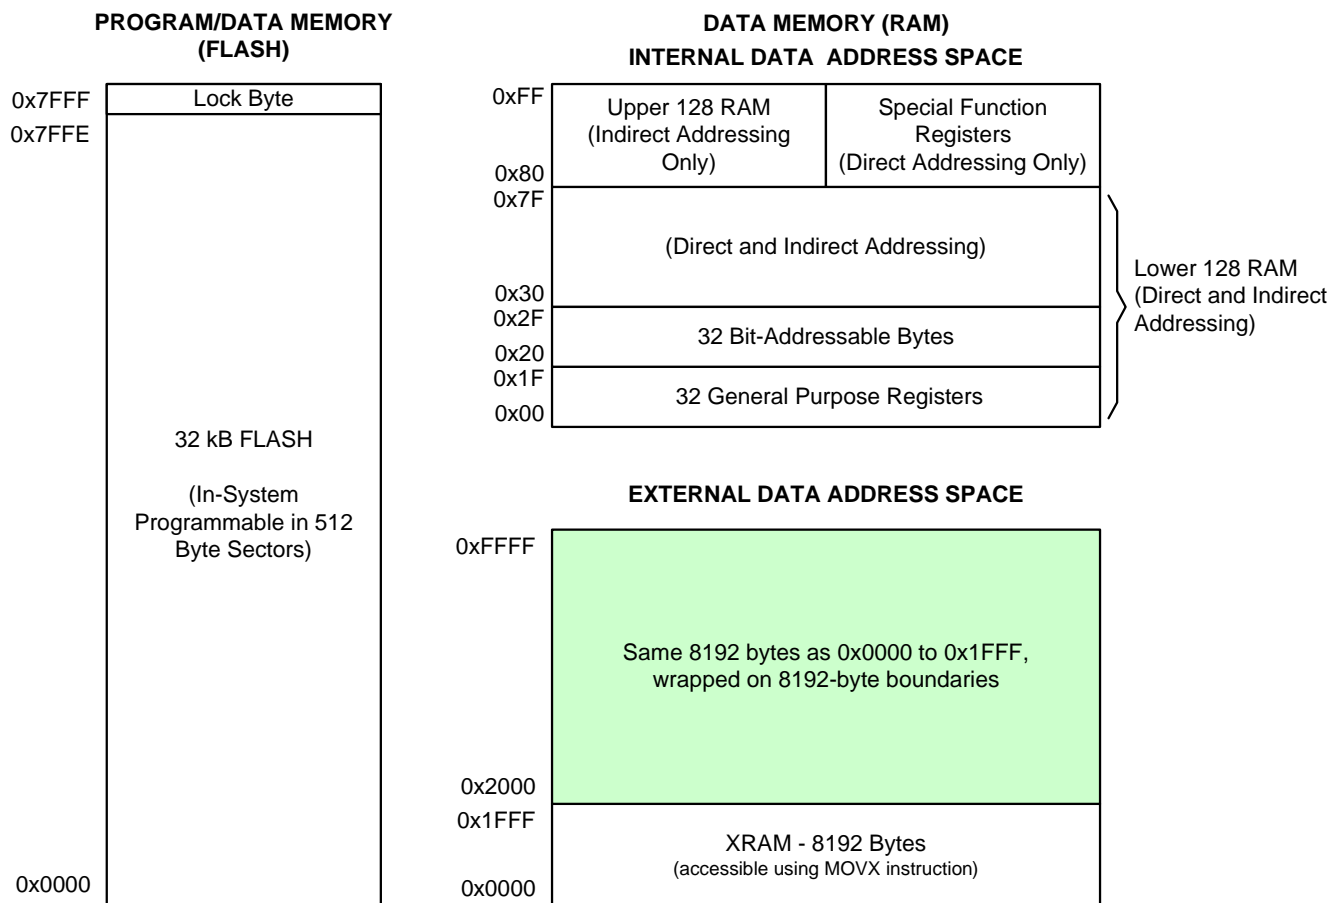 PROGRAM/DATA MEMORY
(FLASH)
0x7FFF
Lock Byte
0x7FFE
32 kB FLASH
(In-System
Programmable in 512
Byte Sectors)
0x0000
DATA MEMORY (RAM)
INTERNAL DATA ADDRESS SPACE
0xFF
Upper 128 RAM
(Indirect Addressing
Only)
0x80
Special Function
Registers
(Direct Addressing Only)
0x7F
(Direct and Indirect Addressing)
0x30
0x2F
32 Bit-Addressable Bytes
0x20
0x1F
32 General Purpose Registers
0x00
Lower 128 RAM
(Direct and Indirect
Addressing)
EXTERNAL DATA ADDRESS SPACE
0xFFFF
Same 8192 bytes as 0x0000 to 0x1FFF,
wrapped on 8192-byte boundaries
0x2000
0x1FFF
XRAM - 8192 Bytes
(accessible using MOVX instruction)
0x0000